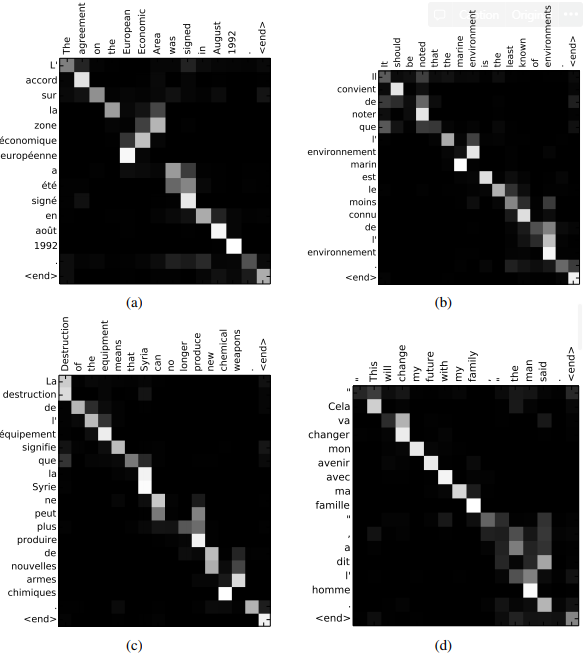 The
agreement
on
the
European
Economic
Area
was
signed
in
August
1992
.
<end>
L'
accord
sur
la
zone
économique
européenne
a
été
signé
en
août
1992
.
<end>
(a)
It
should
be
noted
that
the
marine
environment
is
the
least
known
of
environments
.
<end>
Il
convient
de
noter
que
l'
environnement
marin
est
le
moins
connu
de
l'
environnement
.
<end>
(b)
Destruction
of
the
equipment
means
that
Syria
can
no
longer
produce
new
chemical
weapons
.
<end>
La
destruction
de
l'
équipement
signifie
que
la
Syrie
ne
peut
plus
produire
de
nouvelles
armes
chimiques
.
<end>
(c)
"
This
will
change
my
future
with
my
family
,
"
the
man
said
.
<end>
"
Cela
va
changer
mon
avenir
avec
ma
famille
"
,
a
dit
l'
homme
.
<end>
(d)